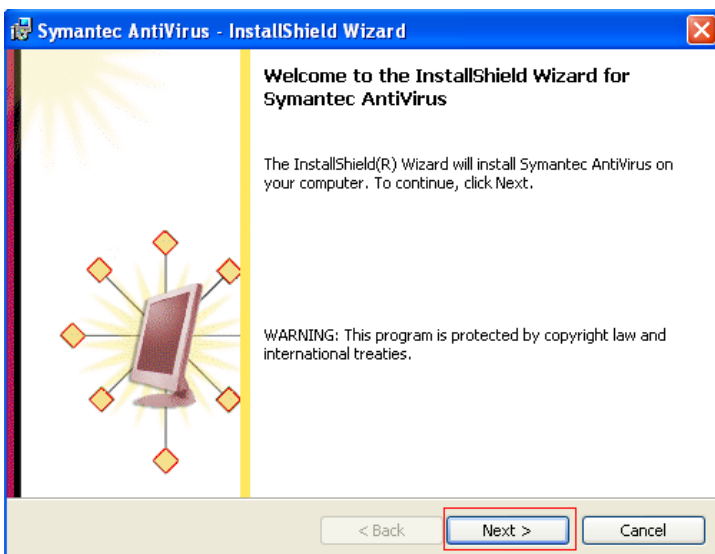 Symantec AntiVirus - InstallShield Wizard
Welcome to the InstallShield Wizard for
Symantec AntiVirus
The InstallShield(R) Wizard will install Symantec AntiVirus on
your computer. To continue, click Next.
WARNING: This program is protected by copyright law and
international treaties.
< Back Next > Cancel